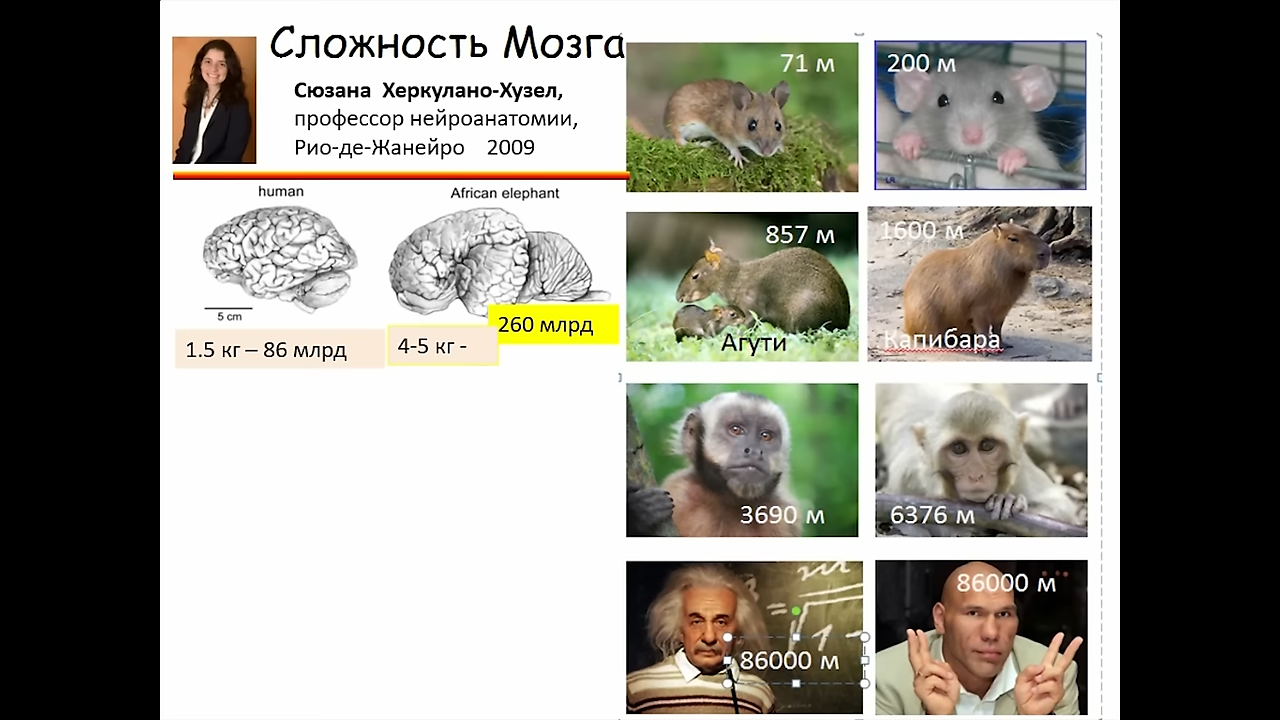 Сложность Мозга
Сюзана Херкулано-Хузел,
профессор нейроанатомии,
Рио-де-Жанейро 2009
human
African elephant
5 cm
1.5 кг – 86 млрд
4-5 кг -
260 млрд
71 м
200 м
857 м
Агути
1600 м
Капибара
3690 м
6376 м
86000 м
86000 м